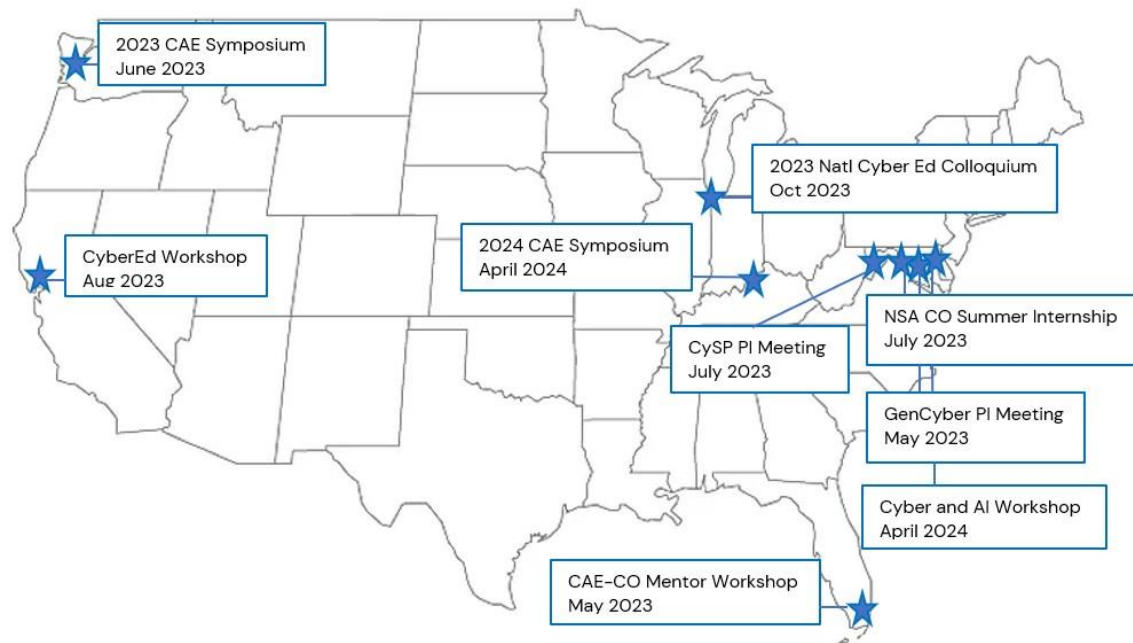 2023 CAE Symposium
June 2023
2023 Natl Cyber Ed Colloquium
Oct 2023
CyberEd Workshop
Aug 2023
2024 CAE Symposium
April 2024
NSA CO Summer Internship
July 2023
CySP PI Meeting
July 2023
GenCyber PI Meeting
May 2023
Cyber and AI Workshop
April 2024
CAE-CO Mentor Workshop
May 2023